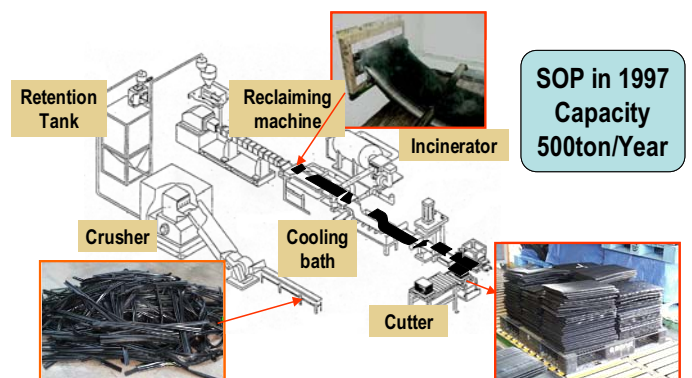 Retention
Tank
Reclaiming
machine
Incinerator
SOP in 1997
Capacity
500ton/Year
Crusher
Cooling
bath
Cutter